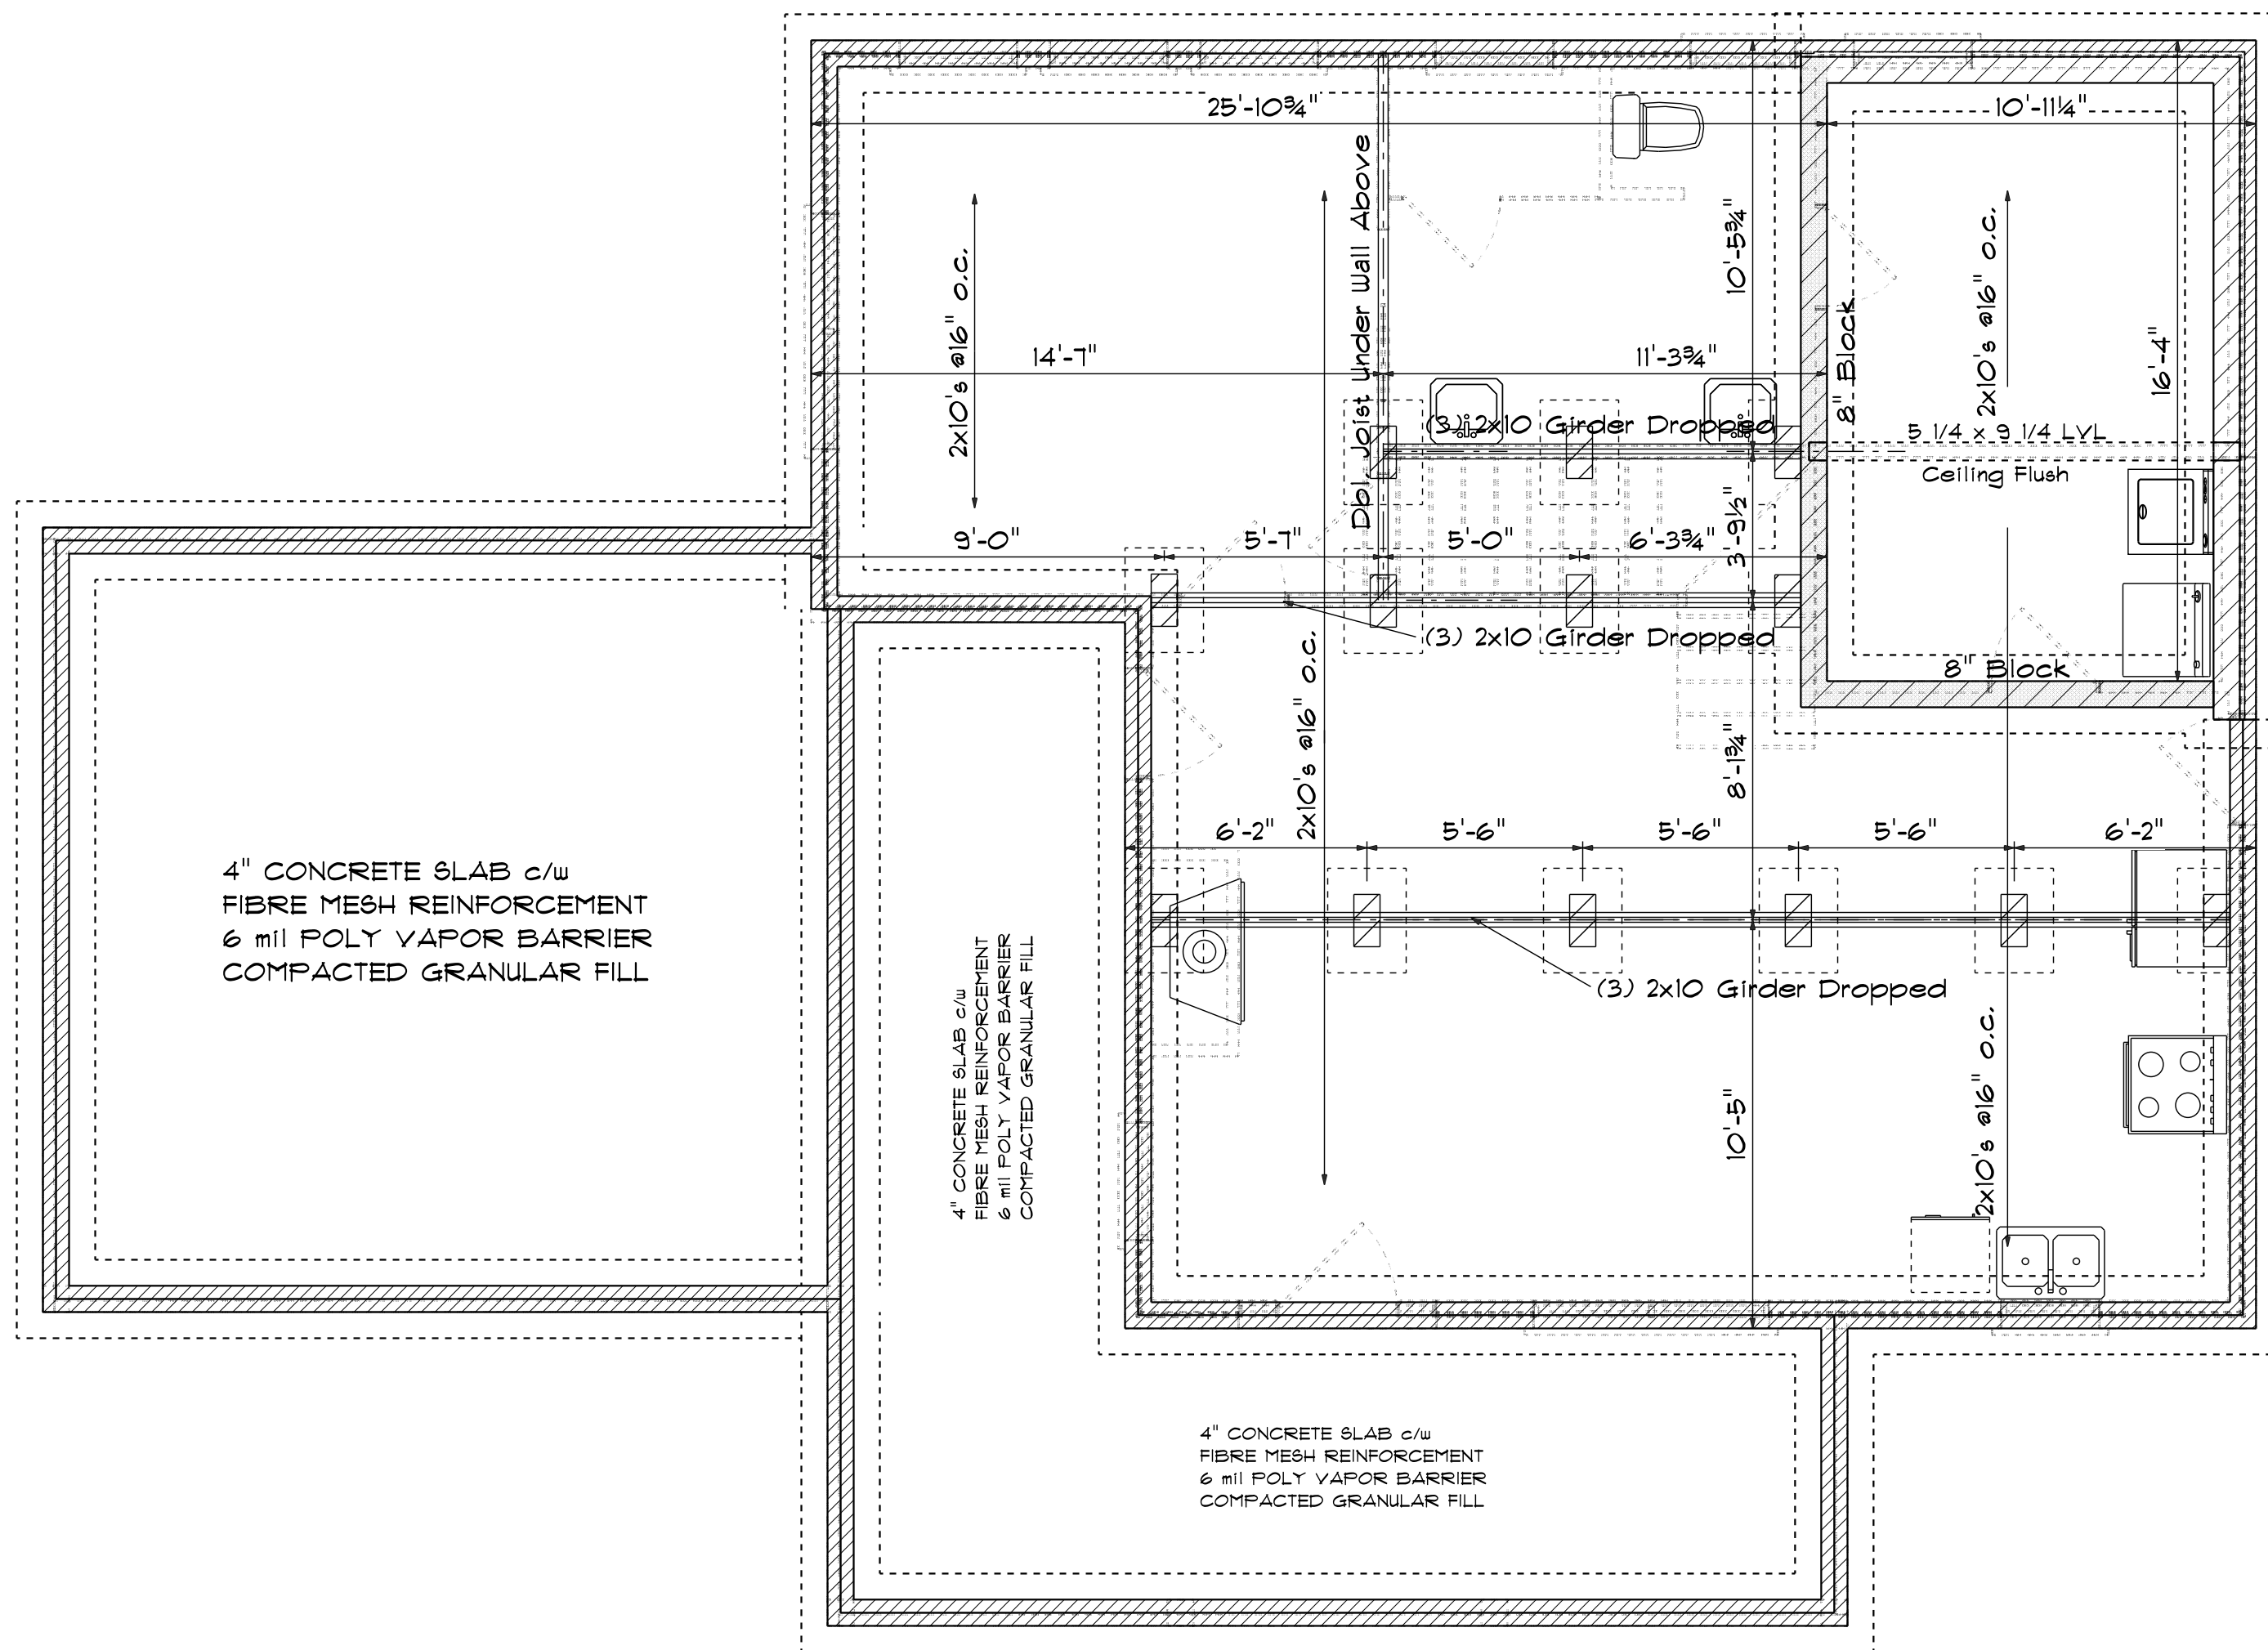 25'-10¾"
10'-11¼"
Dbl. Joist Under Wall Above
10'-5¾"
2x10's @16" O.C.
2x10's @16" O.C.
8" Block
16'-4"
14'-7"
11'-3¾"
(3) 2x10 Girder Dropped
5 1/4 x 9 1/4 LVL
Ceiling Flush
9'-0"
5'-7"
5'-0"
6'-3¾"
3'-9½"
(3) 2x10 Girder Dropped
8" Block
2x10's @16" O.C.
8'-1¾"
6'-2"
5'-6"
5'-6"
5'-6"
6'-2"
4" CONCRETE SLAB c/w
FIBRE MESH REINFORCEMENT
6 mil POLY VAPOR BARRIER
COMPACTED GRANULAR FILL
4" CONCRETE SLAB c/w
FIBRE MESH REINFORCEMENT
6 mil POLY VAPOR BARRIER
COMPACTED GRANULAR FILL
(3) 2x10 Girder Dropped
10'-5"
2x10's @16" O.C.
4" CONCRETE SLAB c/w
FIBRE MESH REINFORCEMENT
6 mil POLY VAPOR BARRIER
COMPACTED GRANULAR FILL